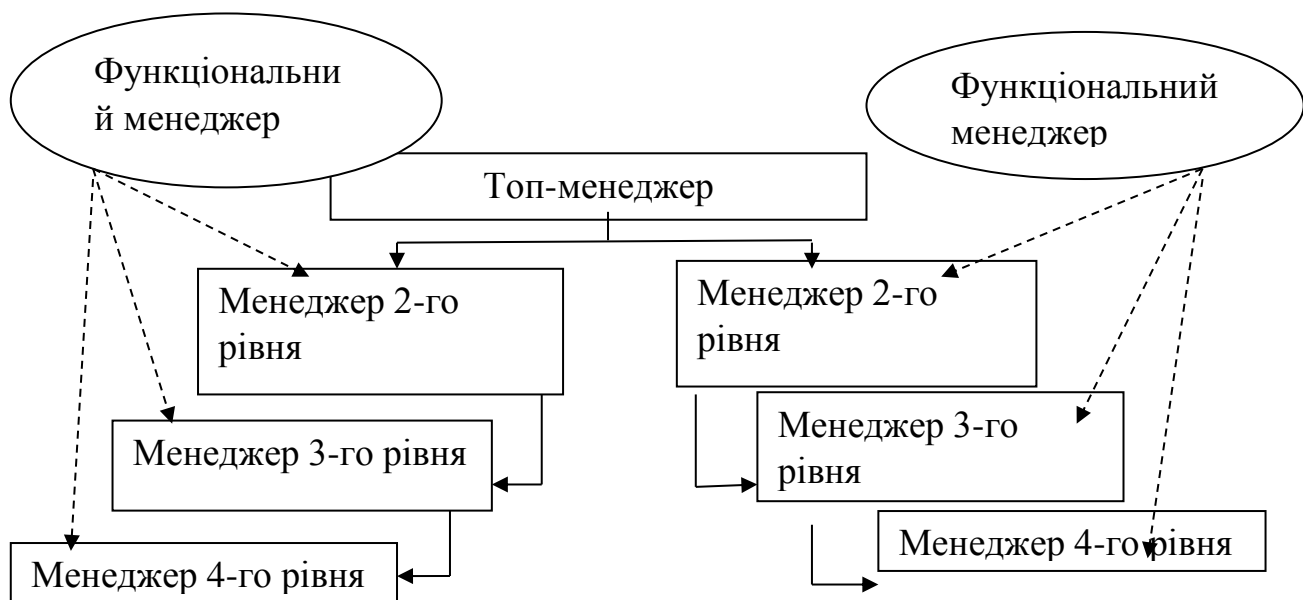 Функціональни
й менеджер
Функціональний
менеджер
Топ-менеджер
Менеджер 2-го
рівня
Менеджер 2-го
рівня
Менеджер 3-го рівня
Менеджер 3-го
рівня
Менеджер 4-го рівня
Менеджер 4-го рівня